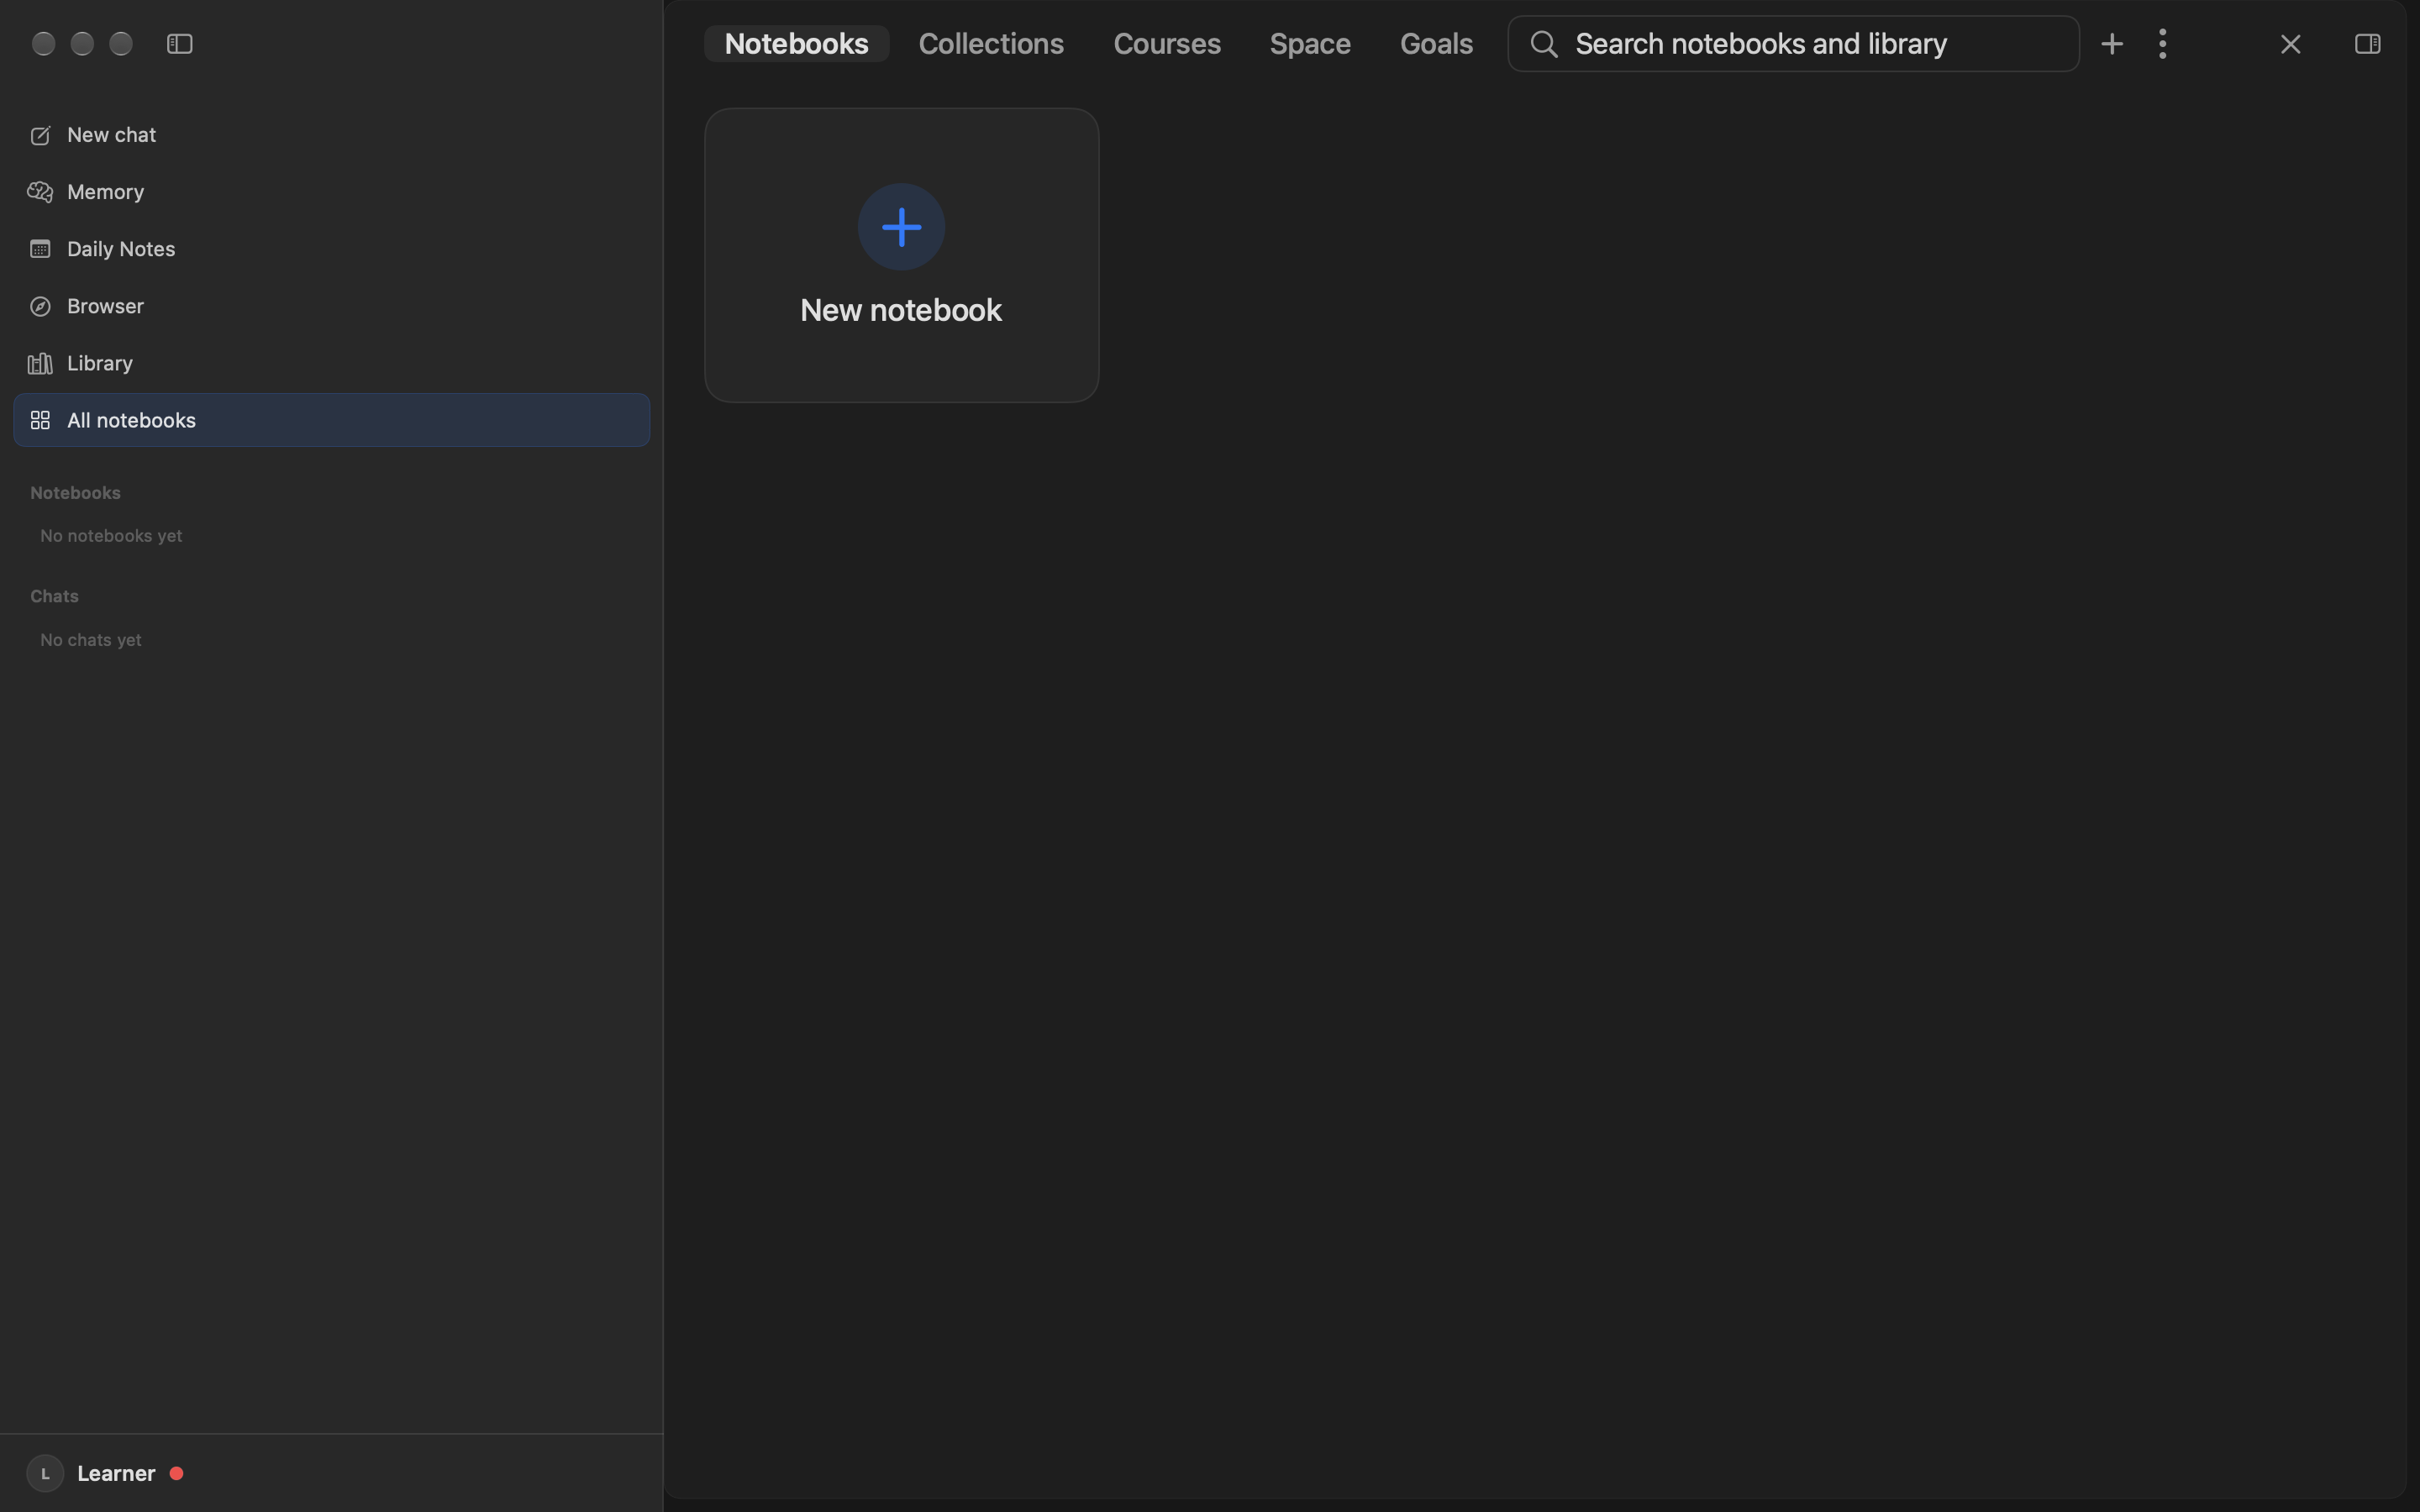 Notebooks Collections Courses Space Goals Search notebooks and library
New chat
Memory
Daily Notes
Browser
Library
All notebooks
Notebooks
No notebooks yet
Chats
No chats yet
New notebook
L Learner